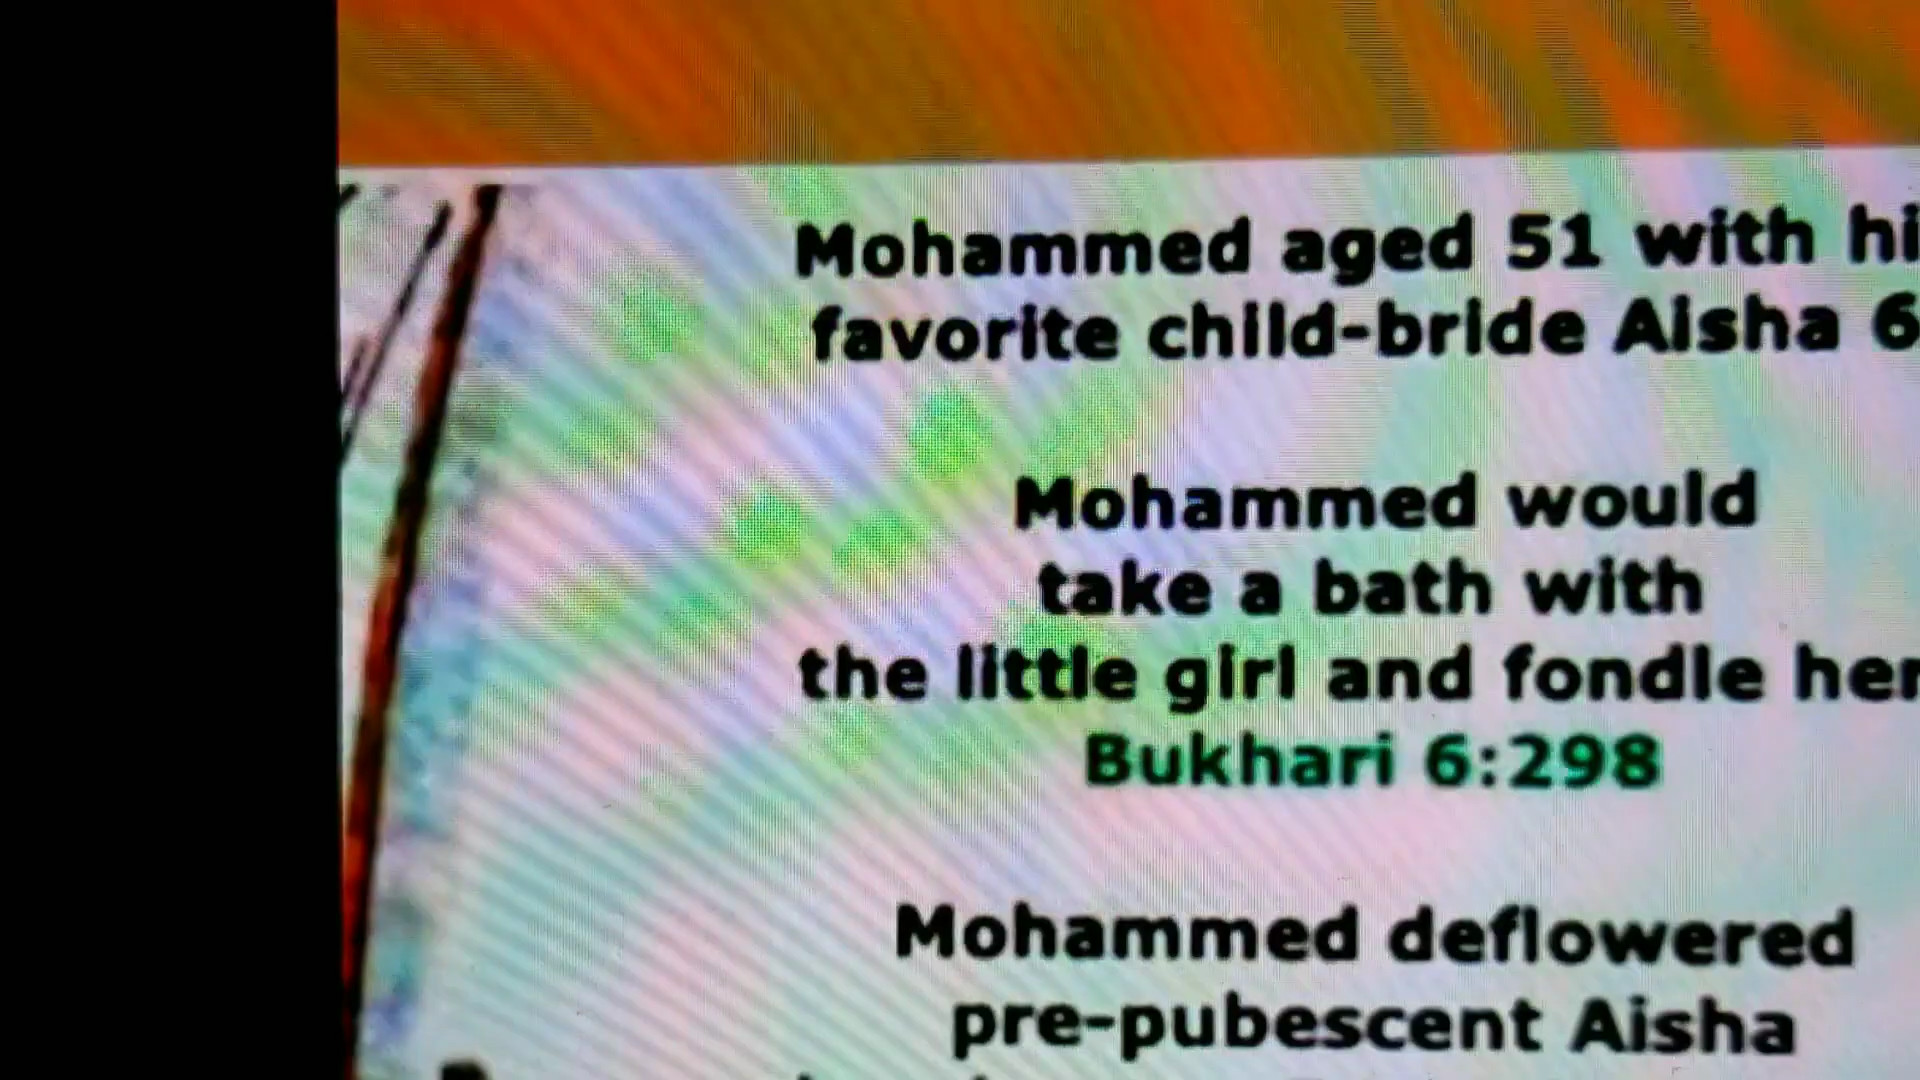 Mohammed aged 51 with hi
favorite child-bride Aisha 6
Mohammed would
take a bath with
the little girl and fondle her
Bukhari 6:298
Mohammed deflowered
pre-pubescent Aisha